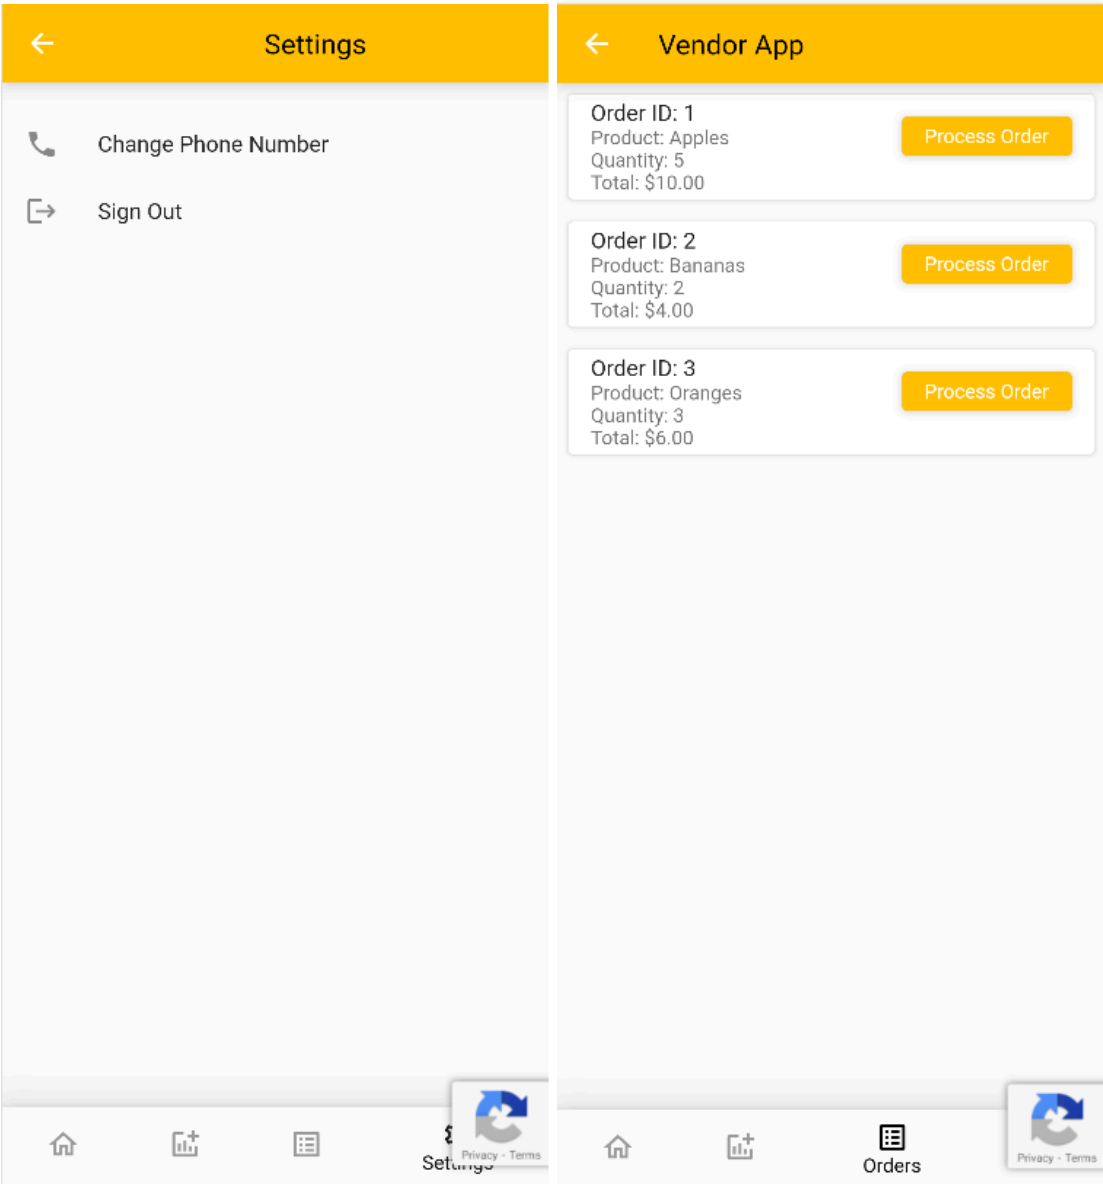 Settings
Change Phone Number
Sign Out
Settings
Privacy - Terms
Vendor App
Order ID: 1
Product: Apples
Quantity: 5
Total: $10.00
Process Order
Order ID: 2
Product: Bananas
Quantity: 2
Total: $4.00
Process Order
Order ID: 3
Product: Oranges
Quantity: 3
Total: $6.00
Process Order
Orders
Privacy - Terms